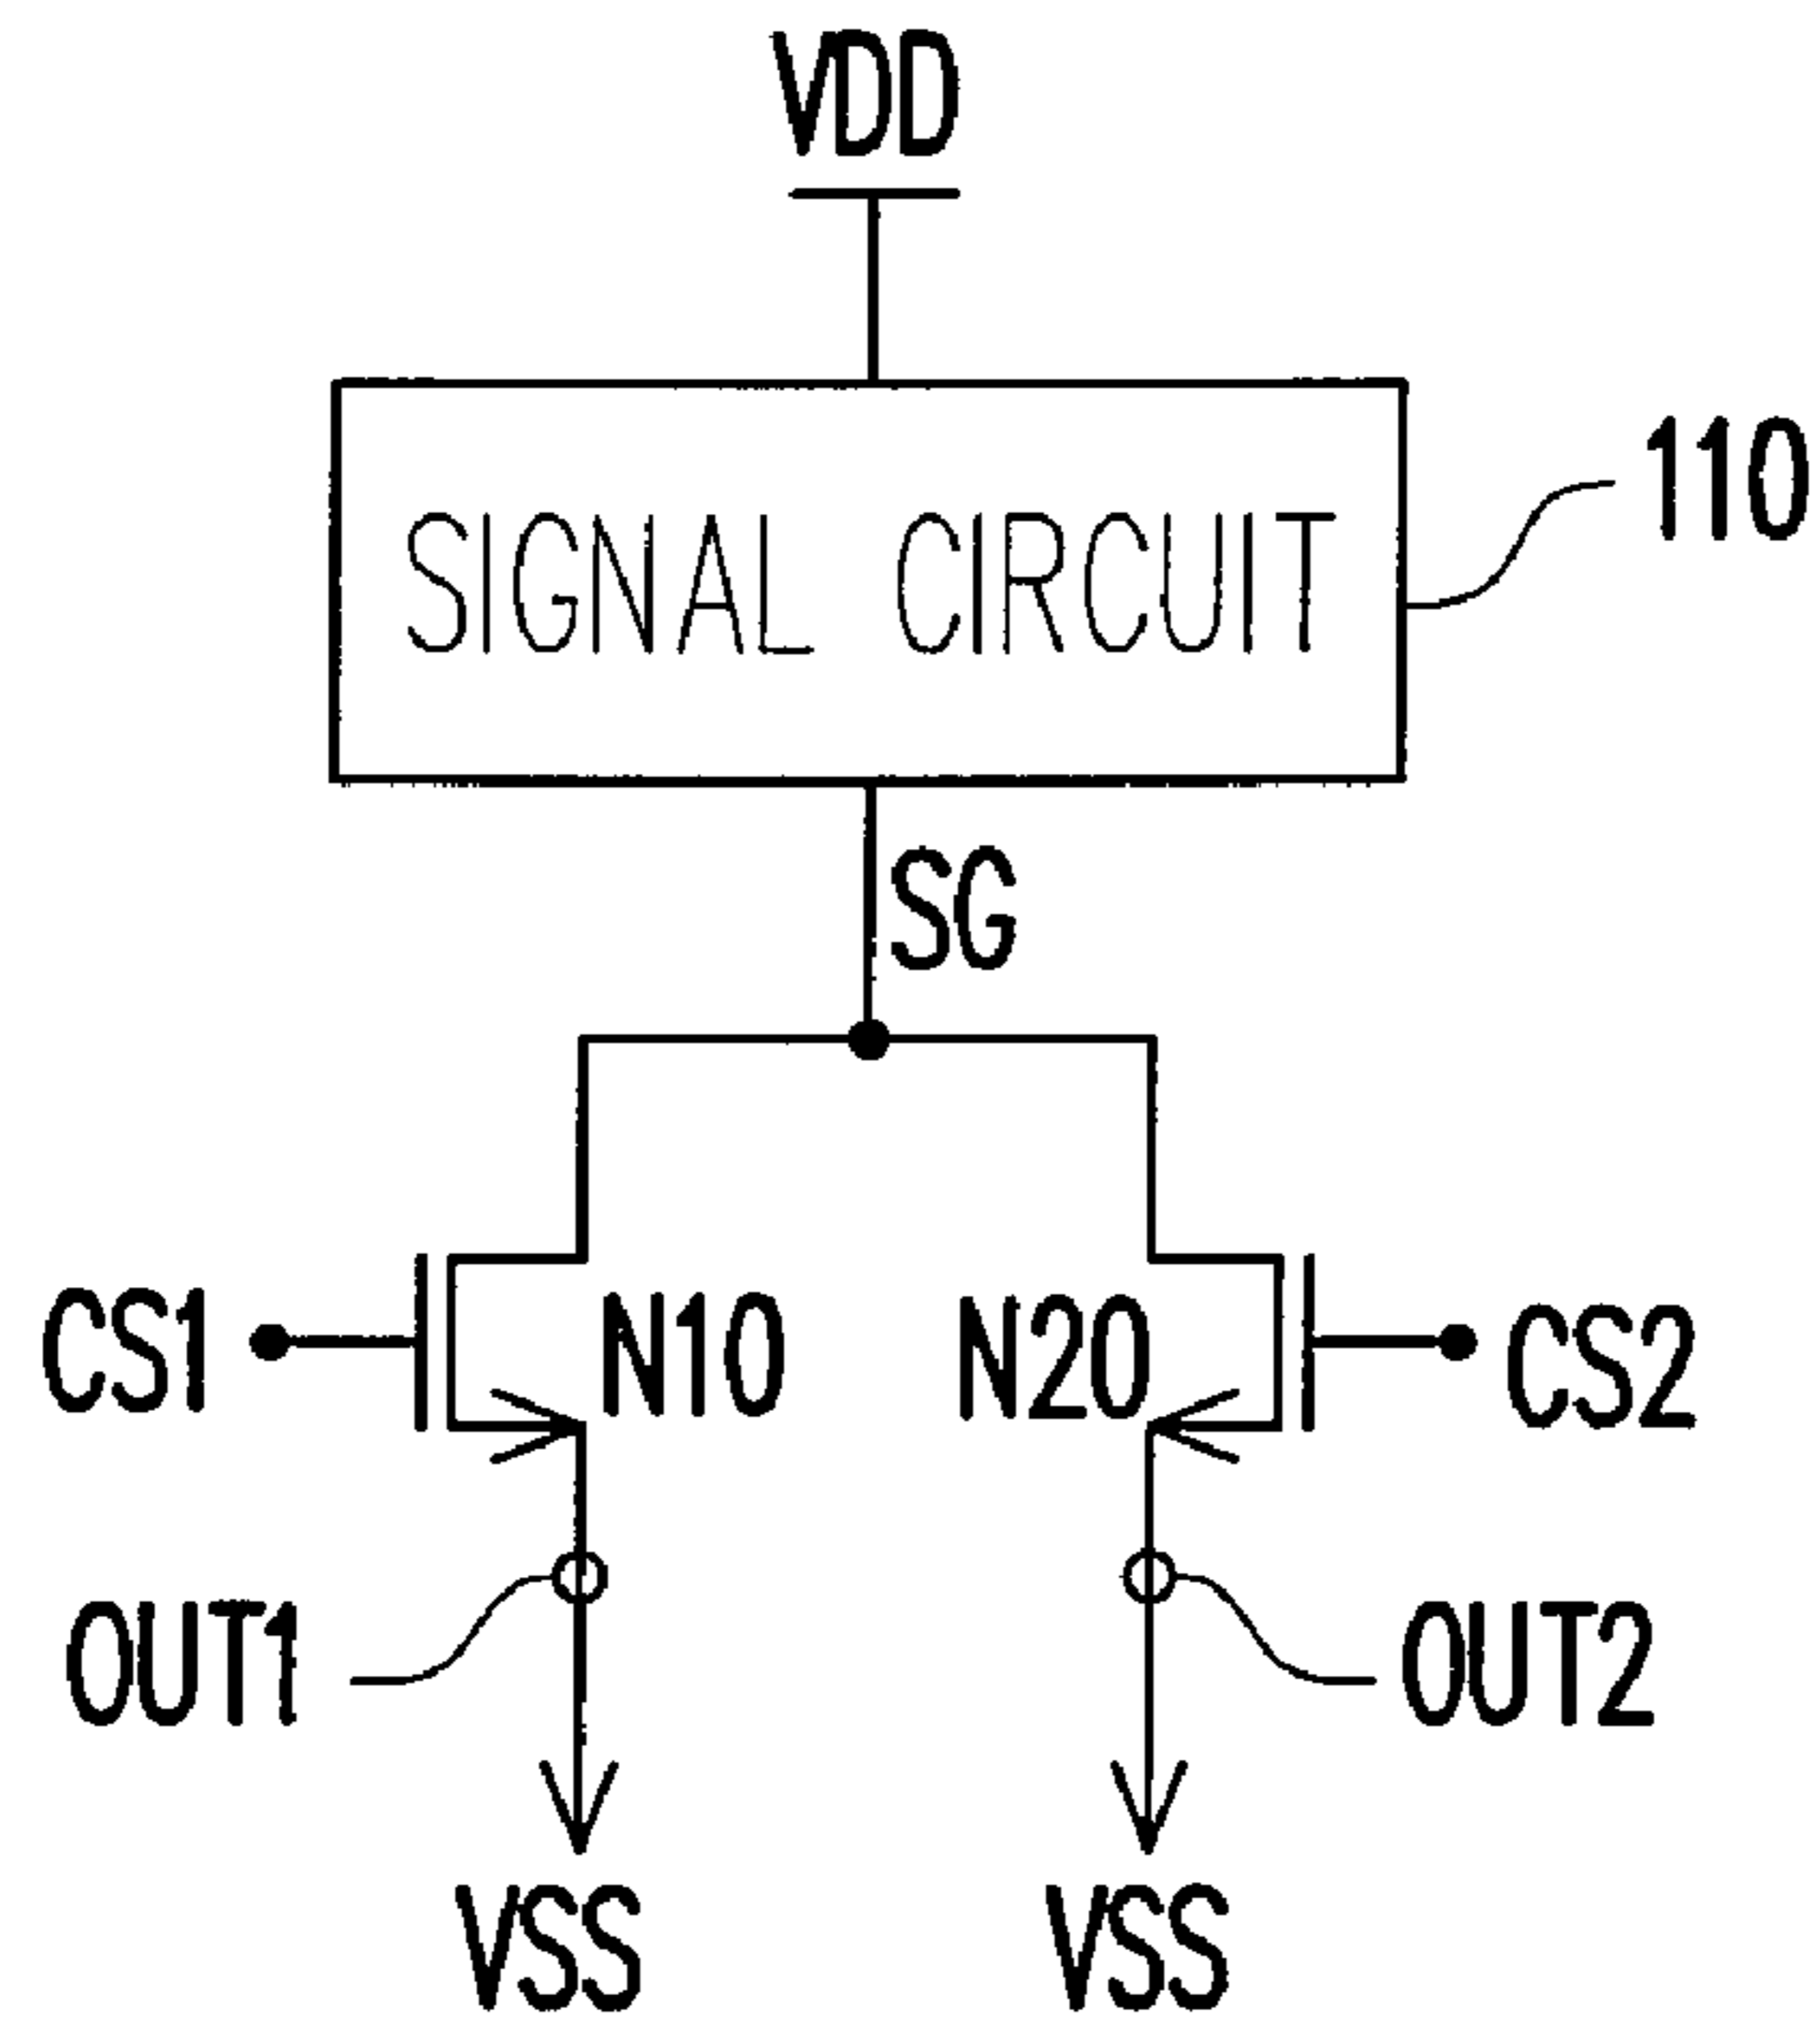 VDD
SIGNAL CIRCUIT
110
SG
CS1
N10
N20
CS2
OUT1
OUT2
VSS
VSS